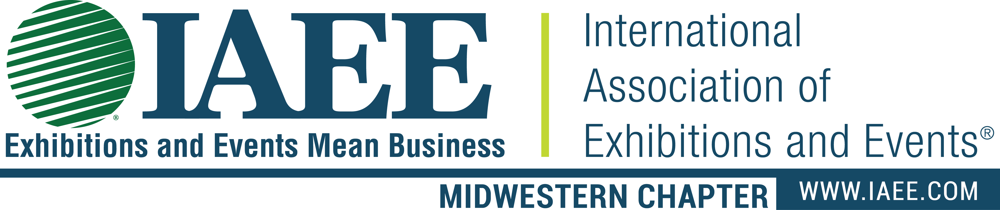 IAEE
®
Exhibitions and Events Mean Business
International
Association of
Exhibitions and Events®
MIDWESTERN CHAPTER
WWW.IAEE.COM